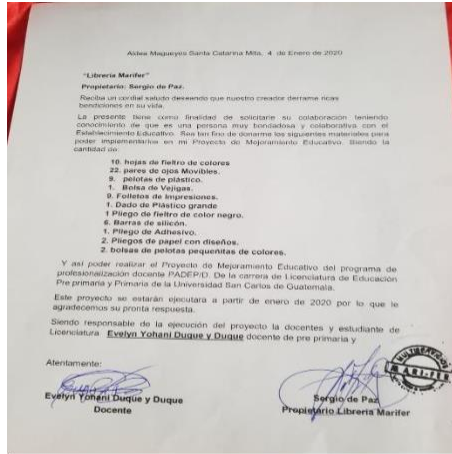 Aldea Magueyes Santa Catarina Mita, 4 de Enero de 2020
"Librería Marifer"
Propietario: Sergio de Paz.
Reciba un cordial saludo deseando que nuestro creador derrame ricas
bendiciones en su vida.
La presente tiene como finalidad de solicitarle su colaboración teniendo
conocimiento de que es una persona muy bondadosa y colaborativa con el
Establecimiento Educativo. Sea tan fino de donarme los siguientes materiales para
poder implementarlos en mi Proyecto de Mejoramiento Educativo. Siendo la
cantidad de
10. hojas de fieltro de colores
22. pares de ojos Movibles.
9. pelotas de plástico.
1. Bolsa de Vejigas.
9. Folletos de Impresiones.
1. Dado de Plástico grande
1 Pliego de fieltro de color negro.
6. Barras de silicón.
1. Pliego de Adhesivo.
2. Pliegos de papel con diseños.
2. bolsas de pelotas pequeñitas de colores.
Y así poder realizar el Proyecto de Mejoramiento Educativo del programa de
profesionalización docente PADEP/D. De la carrera de Licenciatura de Educación
Pre primaria y Primaria de la Universidad San Carlos de Guatemala.
Este proyecto se estarán ejecutara a partir de enero de 2020 por lo que le
agradecemos su pronta respuesta.
Siendo responsable de la ejecución del proyecto la docentes y estudiante de
Licenciatura Evelyn Yohani Duque y Duque docente de pre primaria y
Atentamente:
Evelyn Yohani Duque y Duque
Docente
Sergio de Paz
Propietario Librería Marifer
MARI-FER